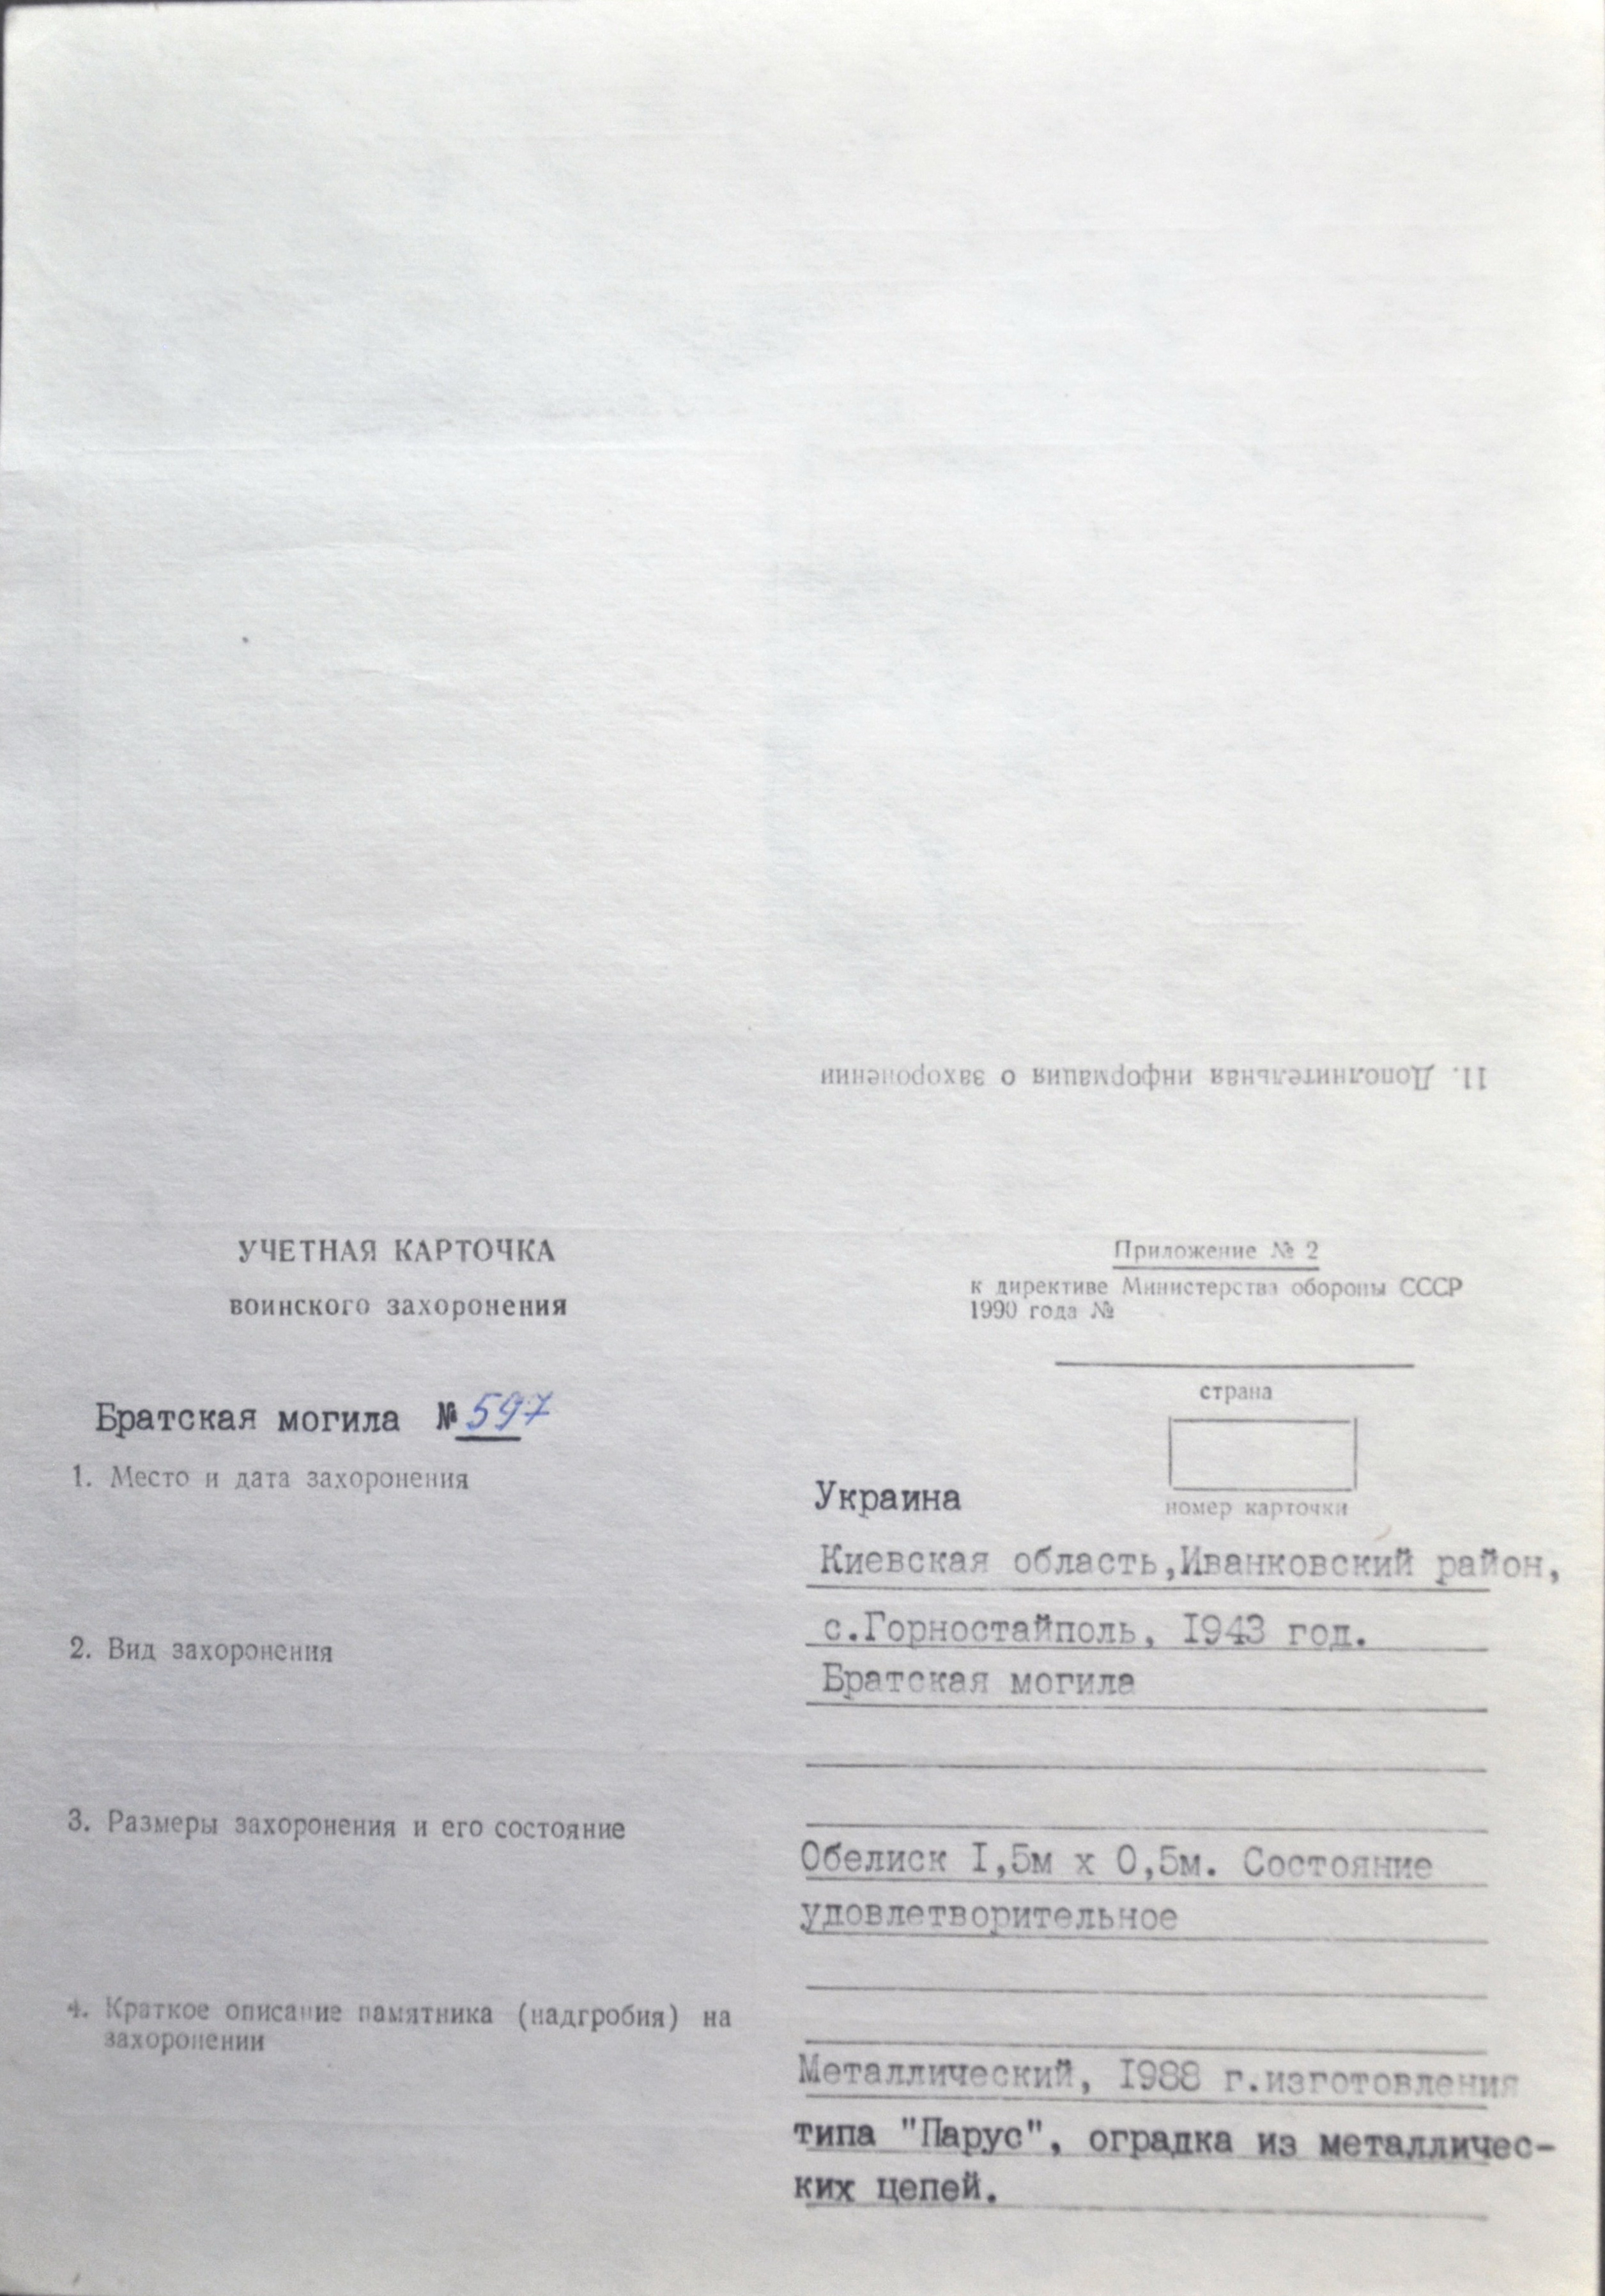 11. Дополнительная информация о захоронении
УЧЕТНАЯ КАРТОЧКА
воинского захоронения
Приложение № 2
к директиве Министерства обороны СССР
1990 года №
страна
номер карточки
Братская могила № 597
1. Место и дата захоронения
Украина
Киевская область,Иванковский район,
с.Горностайполь, I943 год.
2. Вид захоронения
Братская могила
3. Размеры захоронения и его состояние
Обелиск I,5м х 0,5м. Состояние
удовлетворительное
4. Краткое описание памятника (надгробия) на
захоронении
Металлический, I988 г.изготовления
типа "Парус", оградка из металличес-
ких цепей.